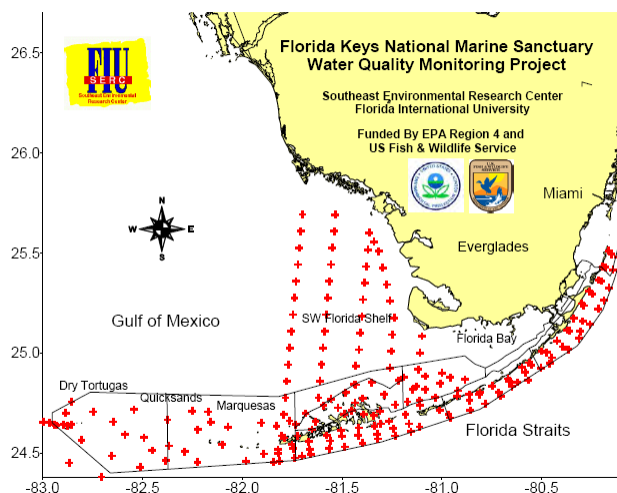 Florida Keys National Marine Sanctuary
Water Quality Monitoring Project
Southeast Environmental Research Center
Florida International University
Funded By EPA Region 4 and
US Fish & Wildlife Service
FIU
SERC
Southeast Environmental
Research Center
N
W E
S
Miami
Everglades
Gulf of Mexico
SW Florida Shelf
Florida Bay
Dry Tortugas
Quicksands
Marquesas
Florida Straits
26.5
26.0
25.5
25.0
24.5
-83.0 -82.5 -82.0 -81.5 -81.0 -80.5